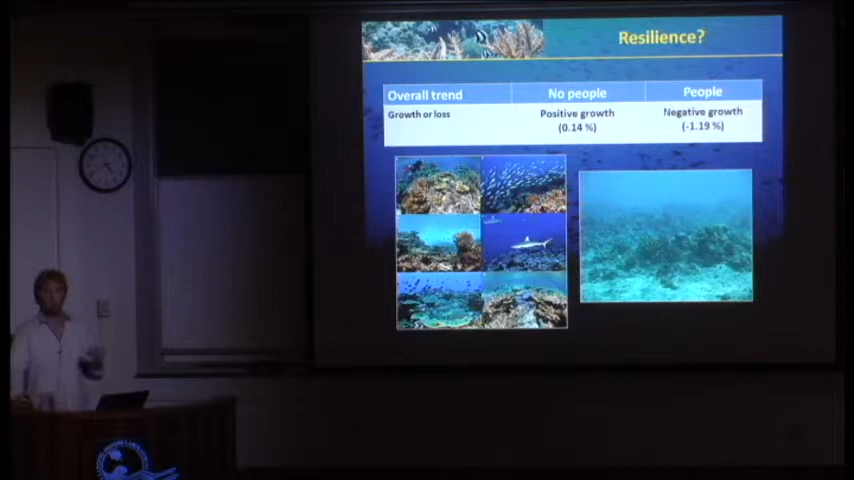 Resilience?
Overall trend
No people
People
Growth or loss
Positive growth
(0.14 %)
Negative growth
(-1.19 %)